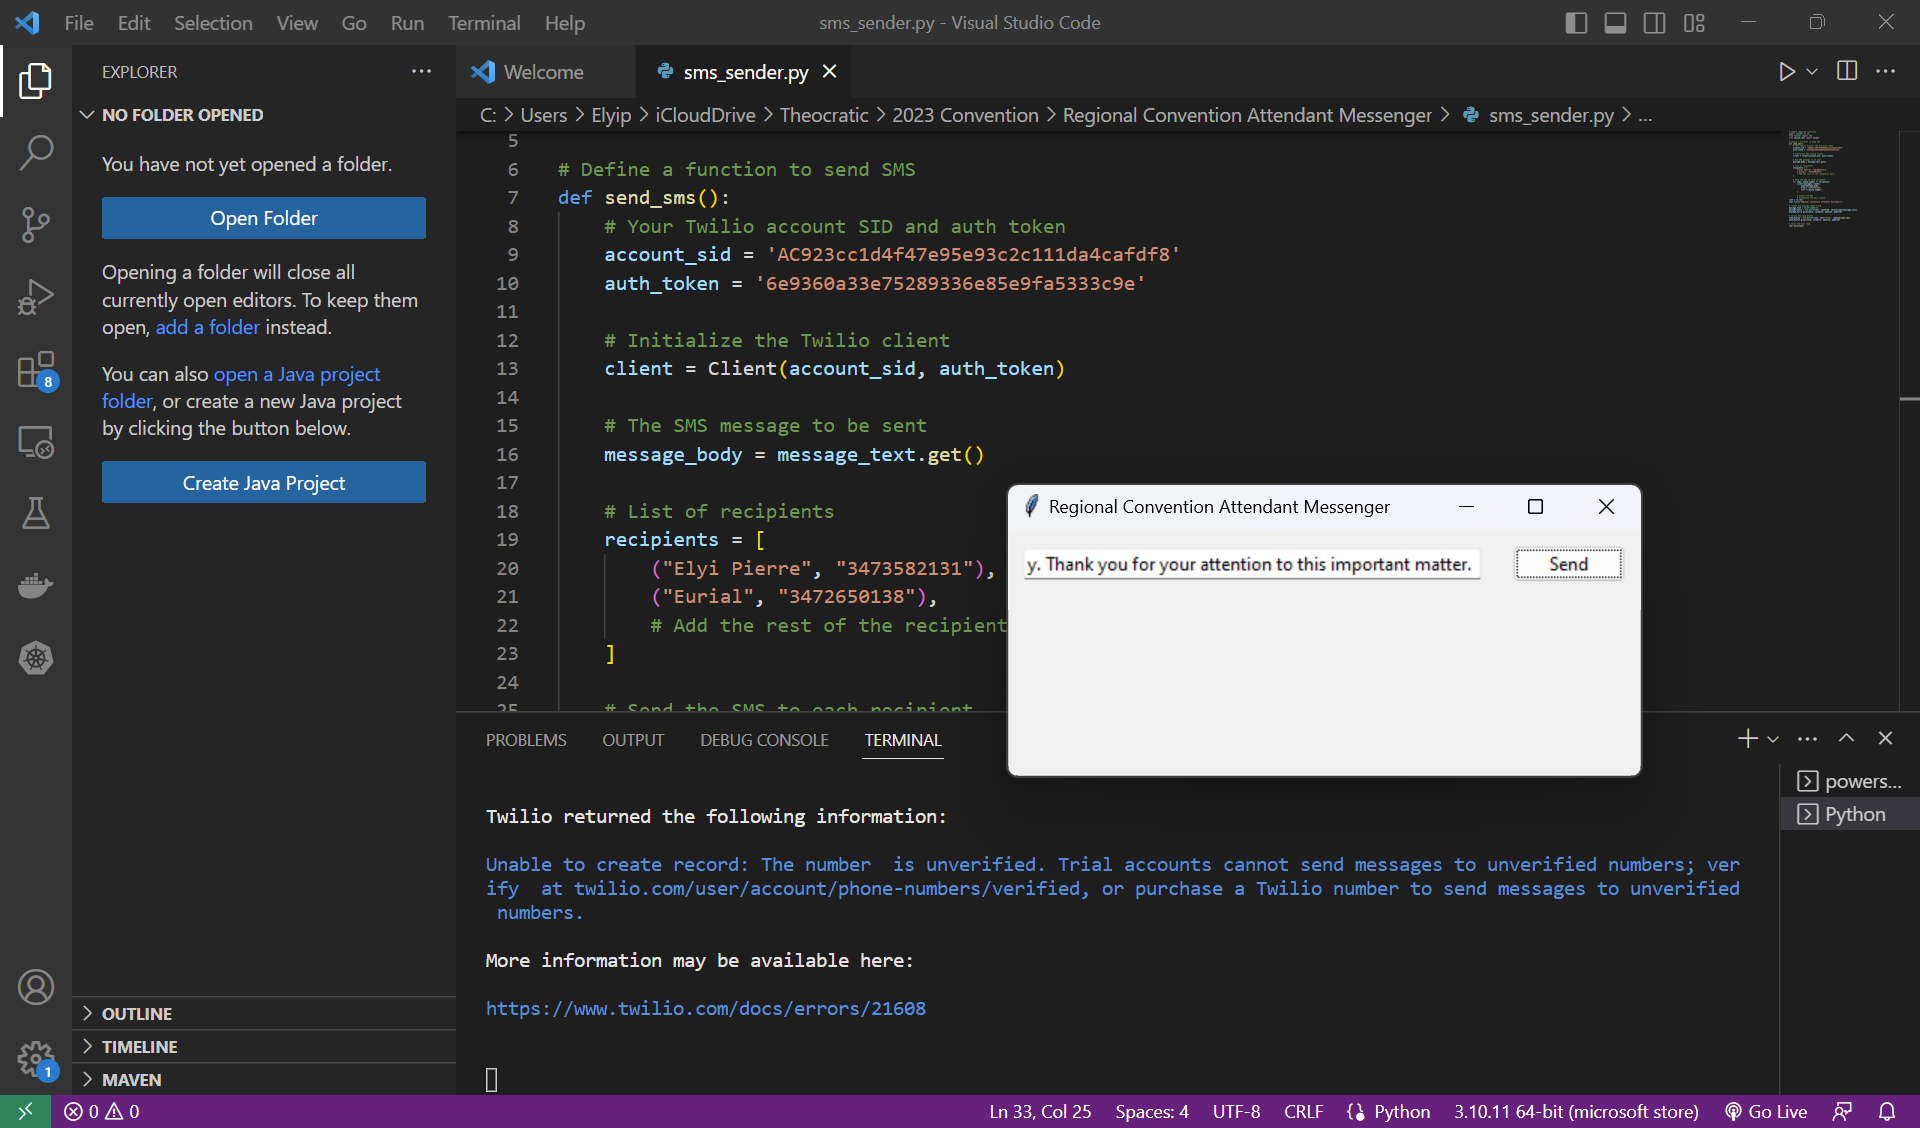 File Edit Selection View Go Run Terminal Help
sms_sender.py - Visual Studio Code
EXPLORER
NO FOLDER OPENED
You have not yet opened a folder.
Open Folder
Opening a folder will close all
currently open editors. To keep them
open, add a folder instead.
You can also open a Java project
folder, or create a new Java project
by clicking the button below.
Create Java Project
8
OUTLINE
TIMELINE
MAVEN
1
Welcome
sms_sender.py
C: > Users > Elyip > iCloudDrive > Theocratic > 2023 Convention > Regional Convention Attendant Messenger > sms_sender.py > ...
5
6 # Define a function to send SMS
7 def send_sms():
8 # Your Twilio account SID and auth token
9 account_sid = 'AC923cc1d4f47e95e93c2c111da4cafdf8'
10 auth_token = '6e9360a33e75289336e85e9fa5333c9e'
11
12 # Initialize the Twilio client
13 client = Client(account_sid, auth_token)
14
15 # The SMS message to be sent
16 message_body = message_text.get()
17
18 # List of recipients
19 recipients = [
20 ("Elyi Pierre", "3473582131"),
21 ("Eurial", "3472650138"),
22 # Add the rest of the recipient
23 ]
24
25 # Send the SMS to each recipient
Regional Convention Attendant Messenger
y. Thank you for your attention to this important matter.
Send
PROBLEMS OUTPUT DEBUG CONSOLE TERMINAL
powers...
Python
Twilio returned the following information:
Unable to create record: The number  is unverified. Trial accounts cannot send messages to unverified numbers; ver
ify  at twilio.com/user/account/phone-numbers/verified, or purchase a Twilio number to send messages to unverified
numbers.
More information may be available here:
https://www.twilio.com/docs/errors/21608
0 0
Ln 33, Col 25 Spaces: 4 UTF-8 CRLF Python 3.10.11 64-bit (microsoft store) Go Live